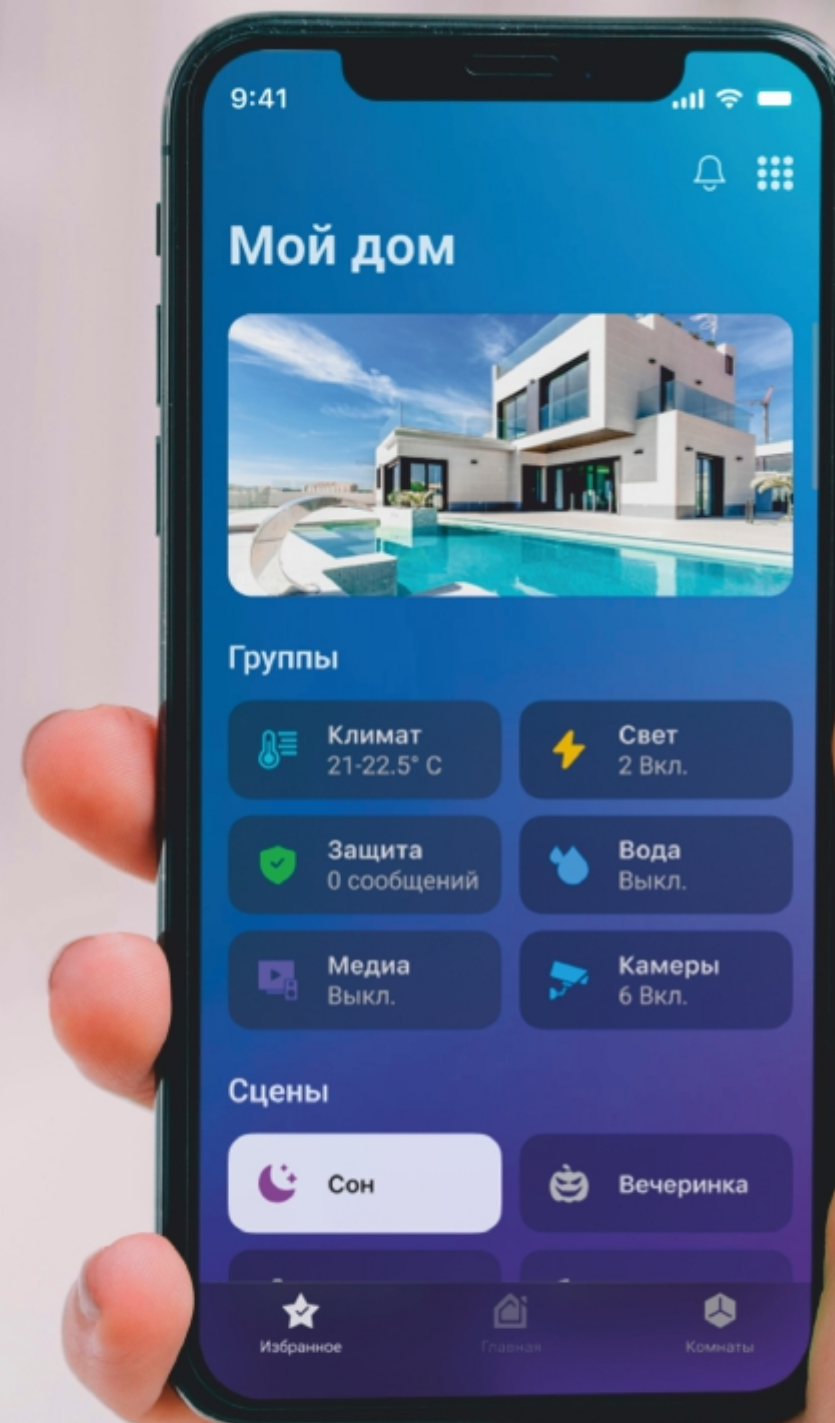 9:41
Мой дом
Группы
Климат
21-22.5° C
Свет
2 Вкл.
Защита
0 сообщений
Вода
Выкл.
Медиа
Выкл.
Камеры
6 Вкл.
Сцены
Сон
Вечеринка
Избранное
Главная
Комнаты